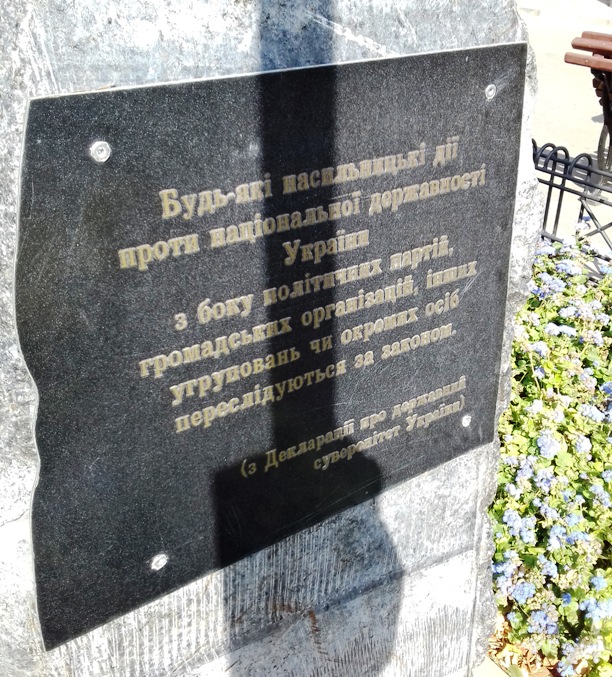 Будь-які насильницькі дії
проти національної державності
України
з боку політичних партій,
громадських організацій, інших
угруповань чи окремих осіб
переслідуються за законом.
(з Декларації про державний
суверенітет України)